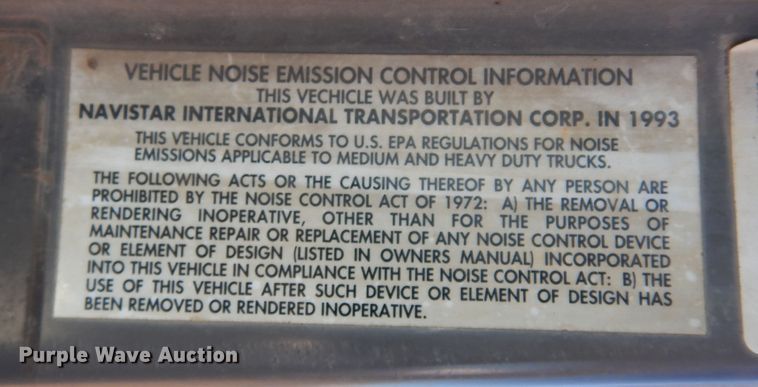 VEHICLE NOISE EMISSION CONTROL INFORMATION
THIS VECHICLE WAS BUILT BY
NAVISTAR INTERNATIONAL TRANSPORTATION CORP. IN 1993
THIS VEHICLE CONFORMS TO U.S. EPA REGULATIONS FOR NOISE
EMISSIONS APPLICABLE TO MEDIUM AND HEAVY DUTY TRUCKS.
THE FOLLOWING ACTS OR THE CAUSING THEREOF BY ANY PERSON ARE
PROHIBITED BY THE NOISE CONTROL ACT OF 1972: A) THE REMOVAL OR
RENDERING INOPERATIVE, OTHER THAN FOR THE PURPOSES OF
MAINTENANCE REPAIR OR REPLACEMENT OF ANY NOISE CONTROL DEVICE
OR ELEMENT OF DESIGN (LISTED IN OWNERS MANUAL) INCORPORATED
INTO THIS VEHICLE IN COMPLIANCE WITH THE NOISE CONTROL ACT: B) THE
USE OF THIS VEHICLE AFTER SUCH DEVICE OR ELEMENT OF DESIGN HAS
BEEN REMOVED OR RENDERED INOPERATIVE.
Purple Wave Auction